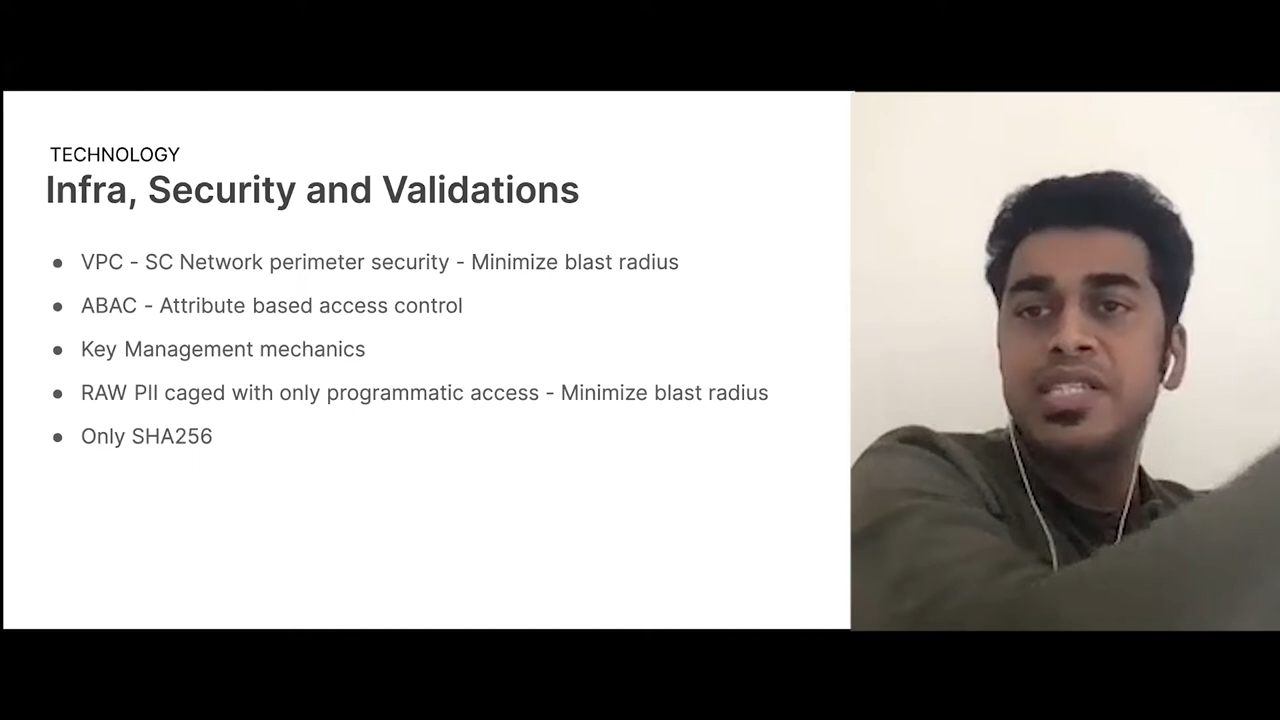 TECHNOLOGY
Infra, Security and Validations
• VPC - SC Network perimeter security - Minimize blast radius
• ABAC - Attribute based access control
• Key Management mechanics
• RAW PII caged with only programmatic access - Minimize blast radius
• Only SHA256